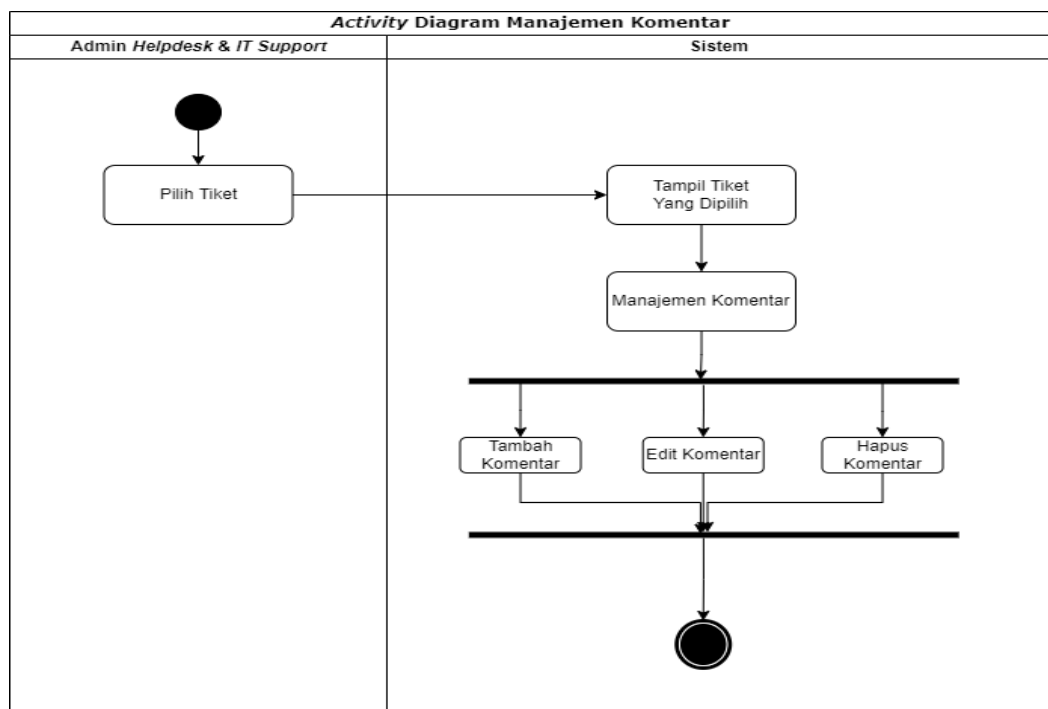 Activity Diagram Manajemen Komentar
Admin Helpdesk & IT Support
Sistem
Pilih Tiket
Tampil Tiket
Yang Dipilih
Manajemen Komentar
Tambah
Komentar
Edit Komentar
Hapus
Komentar